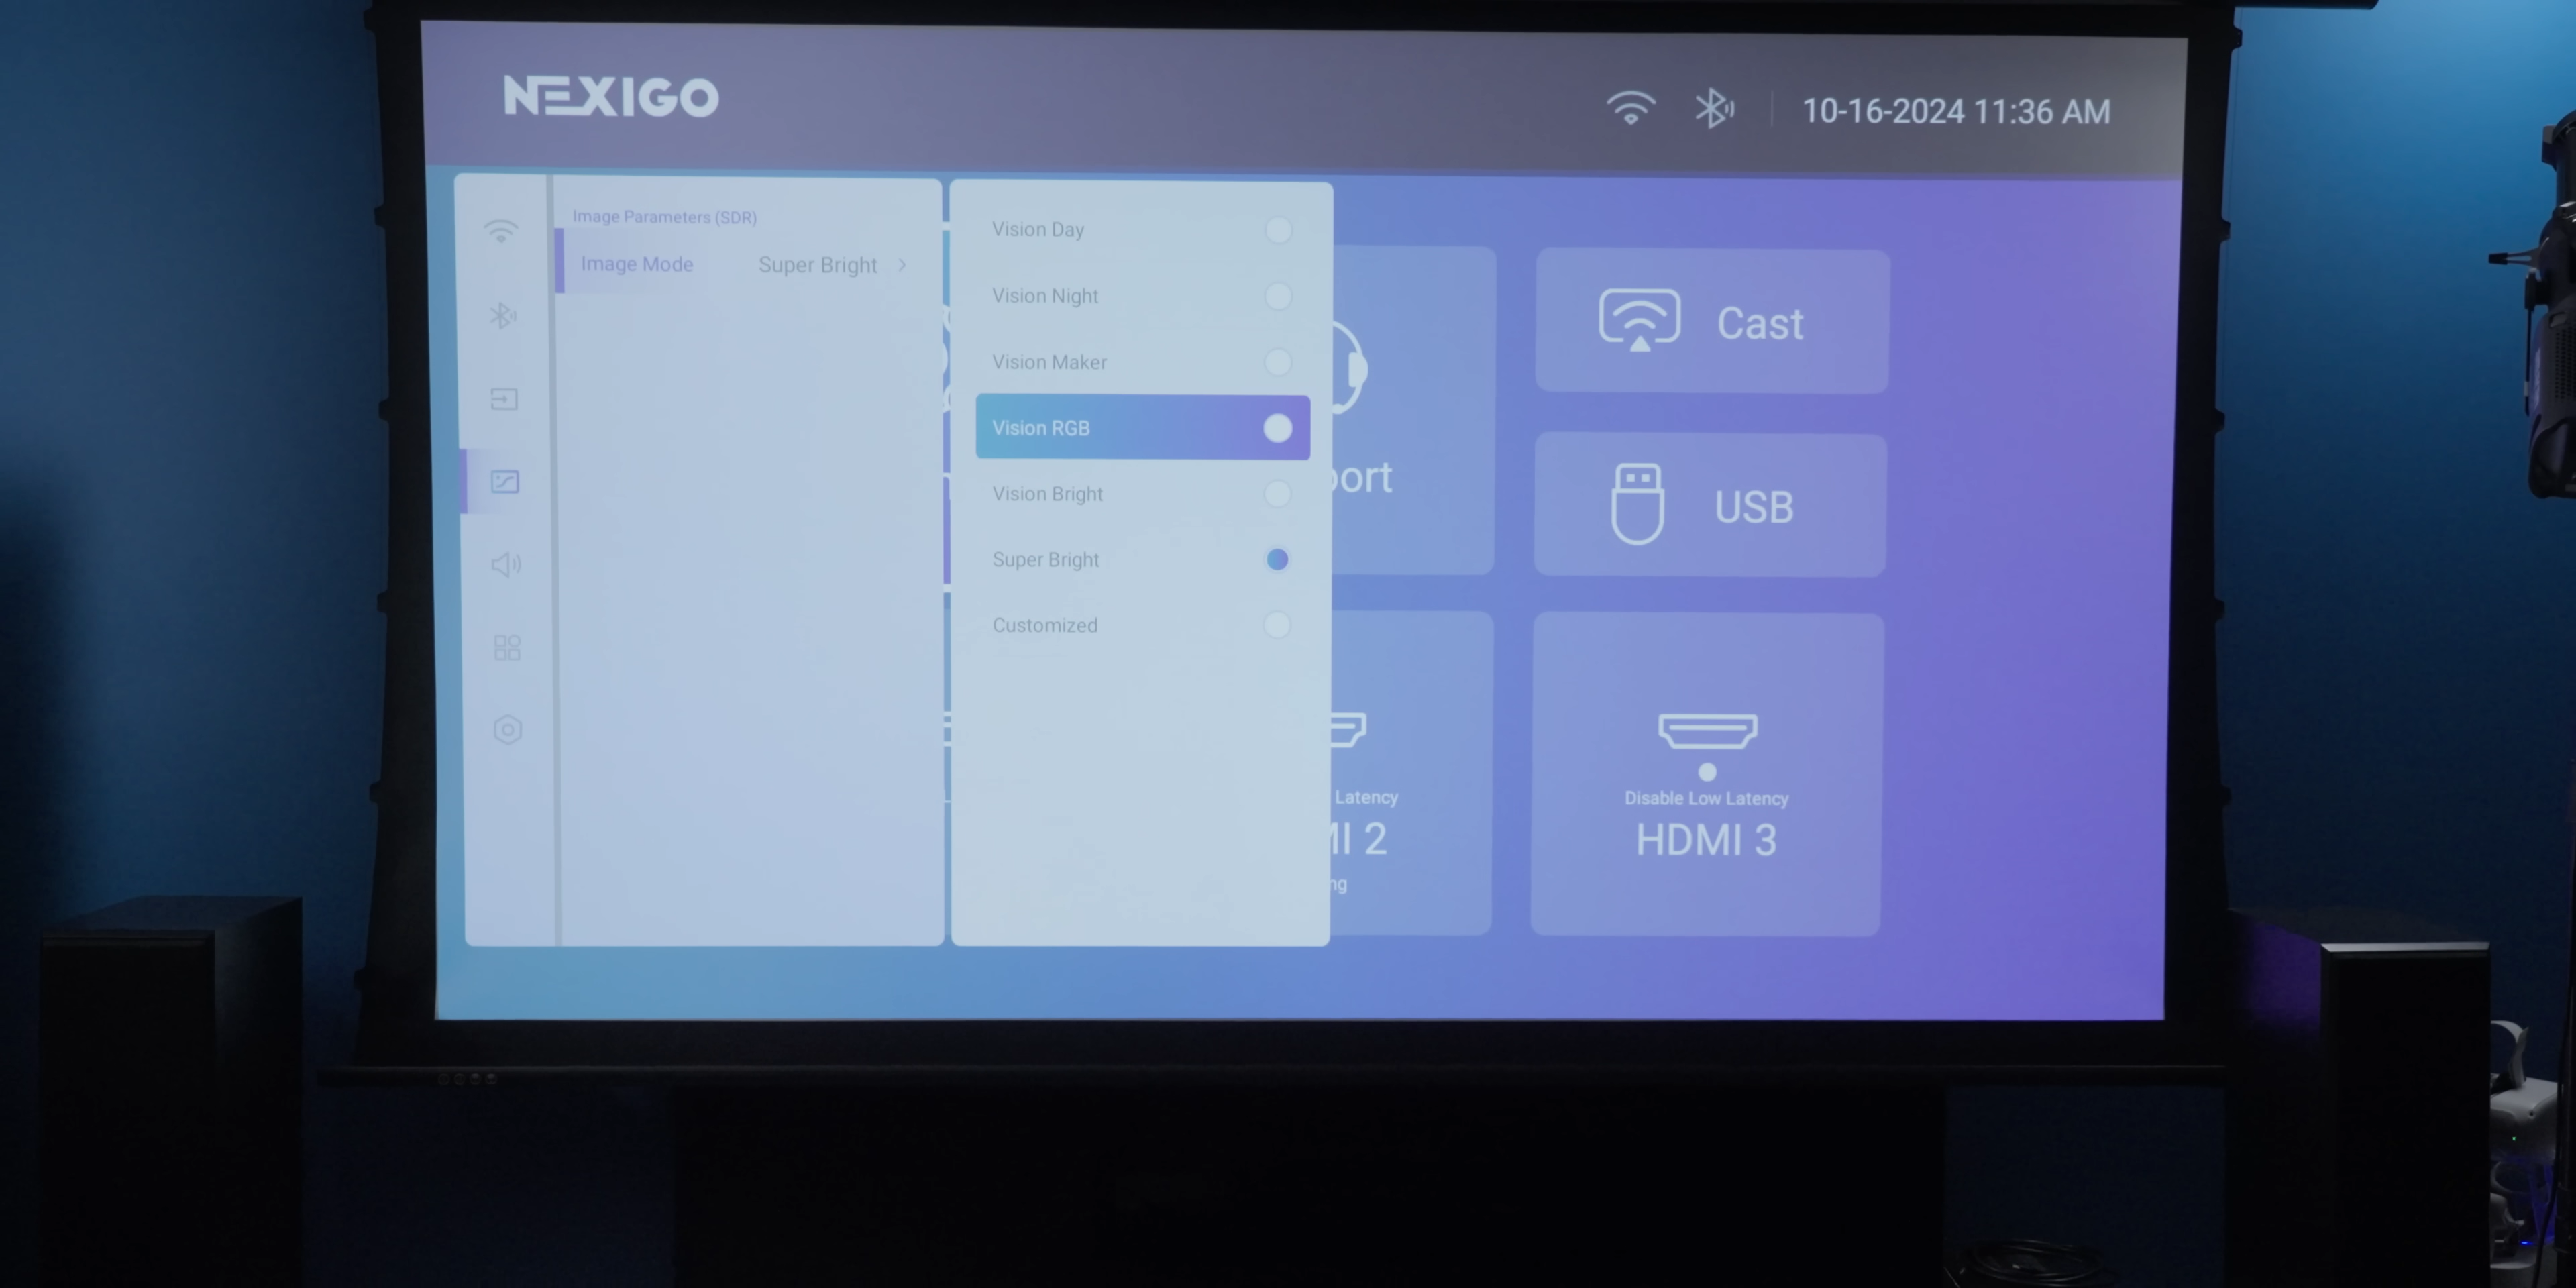 NEXIGO
10-16-2024 11:36 AM
Image Parameters (SDR)
Image Mode Super Bright
Vision Day
Vision Night
Vision Maker
Vision RGB
Vision Bright
Super Bright
Customized
Cast
USB
Latency
2
Disable Low Latency
HDMI 3